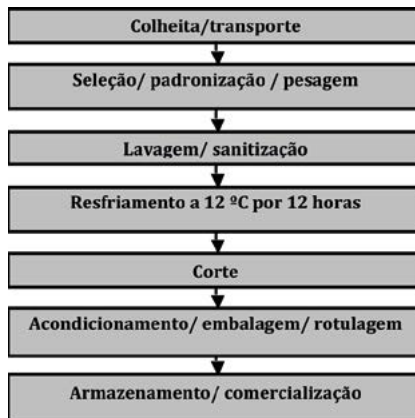 Colheita/transporte
Seleção/ padronização / pesagem
Lavagem/ sanitização
Resfriamento a 12 ºC por 12 horas
Corte
Acondicionamento/ embalagem/ rotulagem
Armazenamento/ comercialização